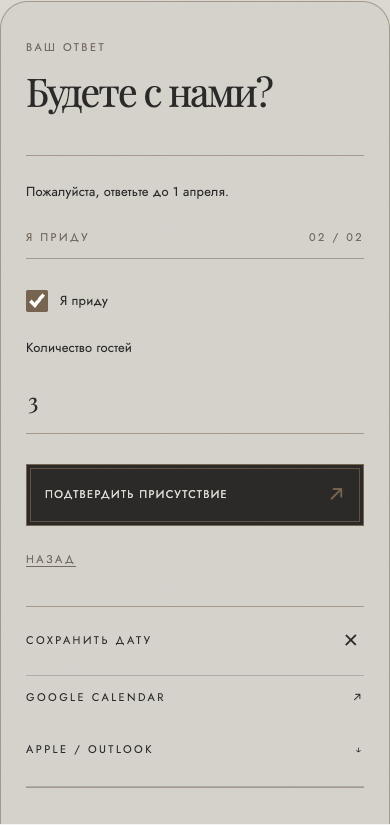 ВАШ ОТВЕТ
Будете с нами?
Пожалуйста, ответьте до 1 апреля.
Я ПРИДУ 02 / 02
Я приду
Количество гостей
3
ПОДТВЕРДИТЬ ПРИСУТСТВИЕ
НАЗАД
СОХРАНИТЬ ДАТУ
GOOGLE CALENDAR
APPLE / OUTLOOK